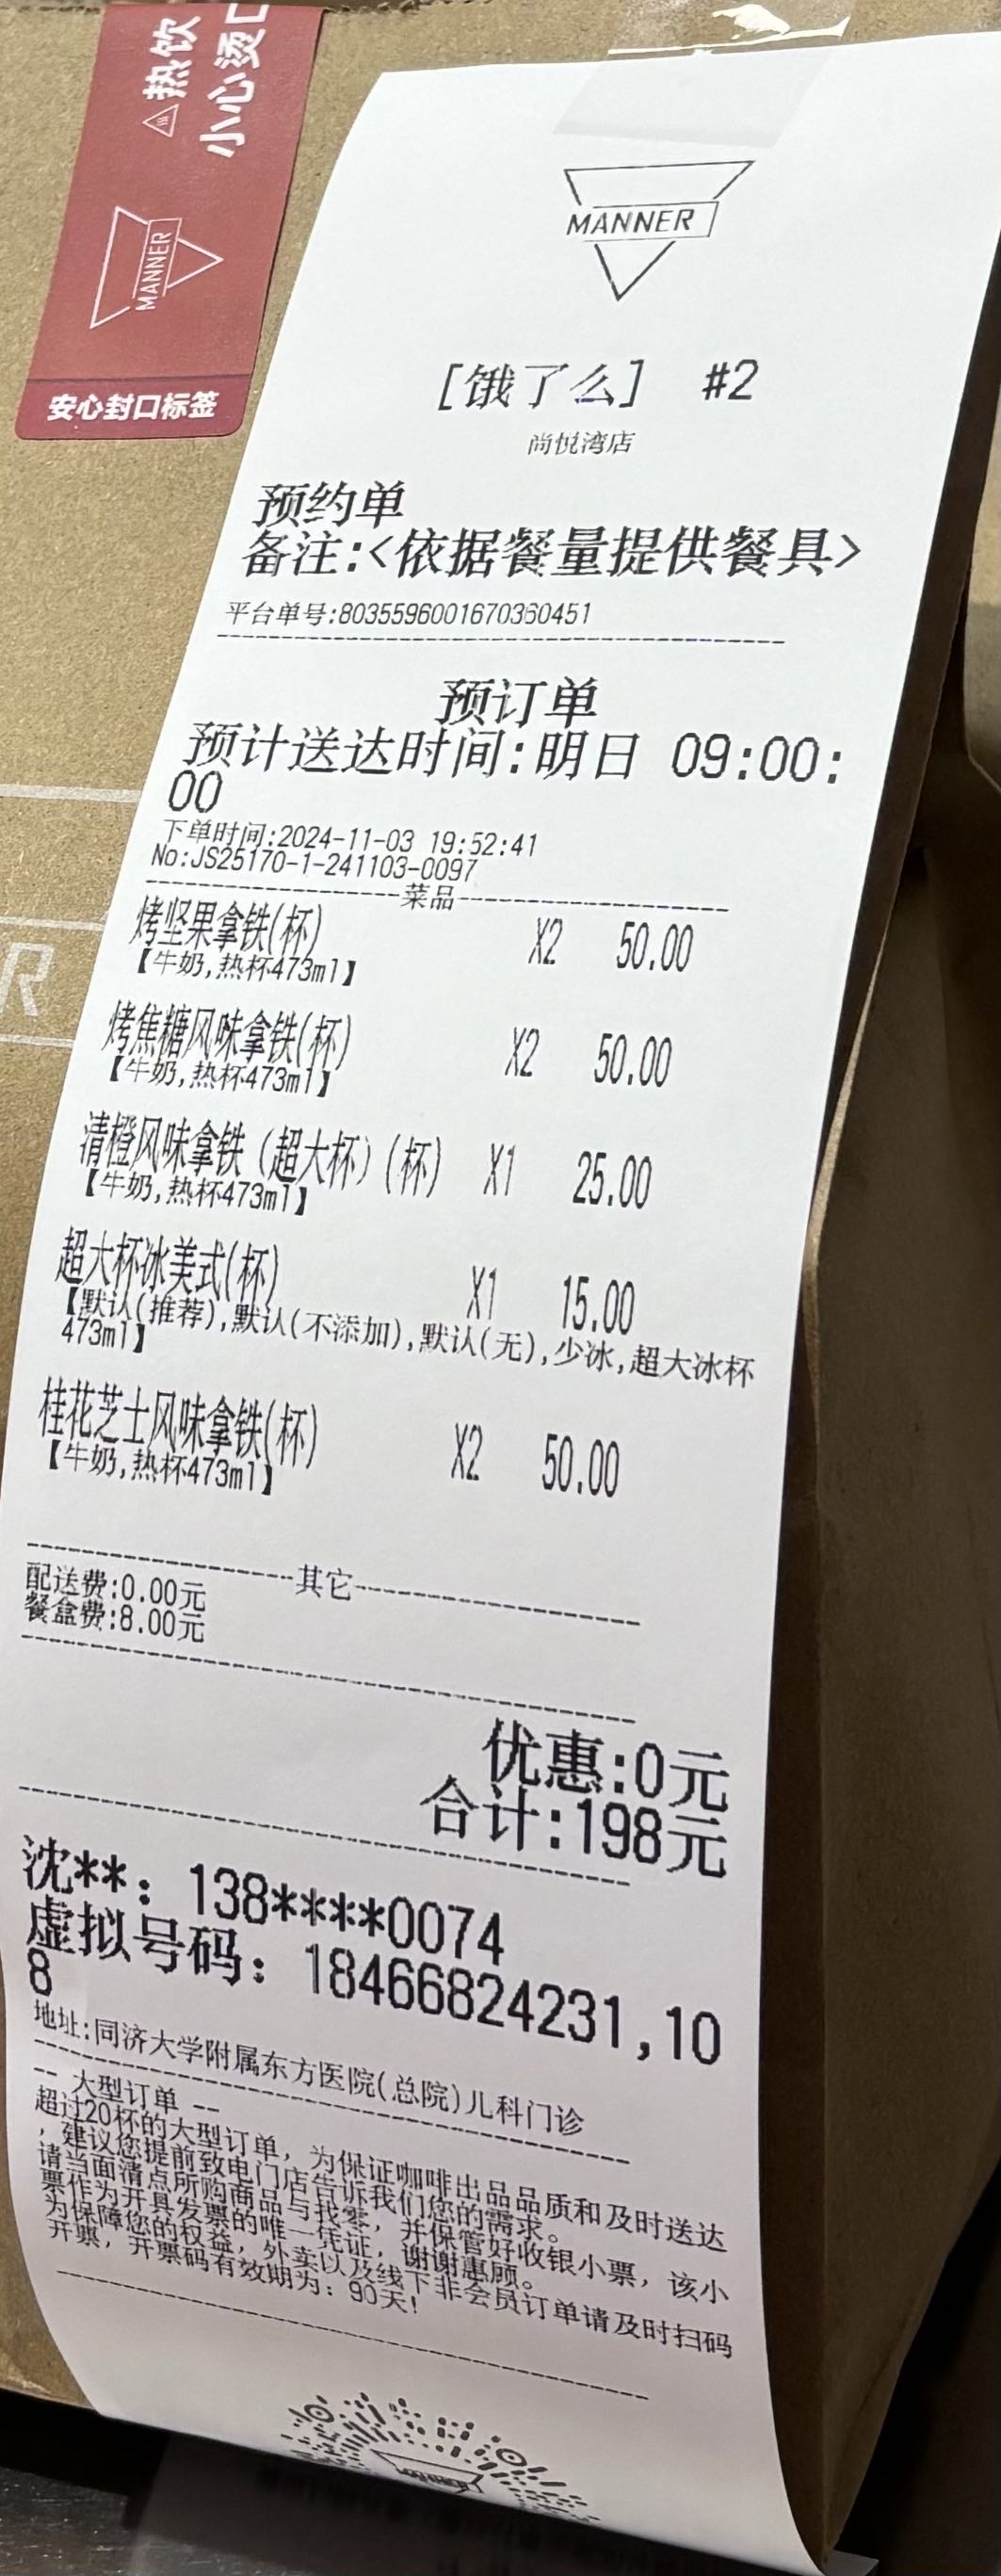 热饮
小心烫口
MANNER
安心封口标签
R
MANNER
[饿了么] #2
尚悦湾店
预约单
备注:<依据餐量提供餐具>
平台单号:8035596001670360451
预订单
预计送达时间:明日 09:00:
00
下单时间:2024-11-03 19:52:41
No:JS25170-1-241103-0097
菜品
烤坚果拿铁(杯) X2 50.00
【牛奶,热杯473ml】
烤焦糖风味拿铁(杯) X2 50.00
【牛奶,热杯473ml】
清橙风味拿铁（超大杯）(杯) X1 25.00
【牛奶,热杯473ml】
超大杯冰美式(杯) X1 15.00
【默认(推荐),默认(不添加),默认(无),少冰,超大冰杯
473ml】
桂花芝士风味拿铁(杯) X2 50.00
【牛奶,热杯473ml】
其它
配送费:0.00元
餐盒费:8.00元
优惠:0元
合计:198元
沈**: 138****0074
虚拟号码: 18466824231,10
8
地址:同济大学附属东方医院(总院)儿科门诊
-- 大型订单 --
超过20杯的大型订单，为保证咖啡出品品质和及时送达
，建议您提前致电门店告诉我们您的需求。
请当面清点所购商品与找零，并保管好收银小票，该小
票作为开具发票的唯一凭证，谢谢惠顾。
为保障您的权益，外卖以及线下非会员订单请及时扫码
开票，开票码有效期为：90天!
MANNER